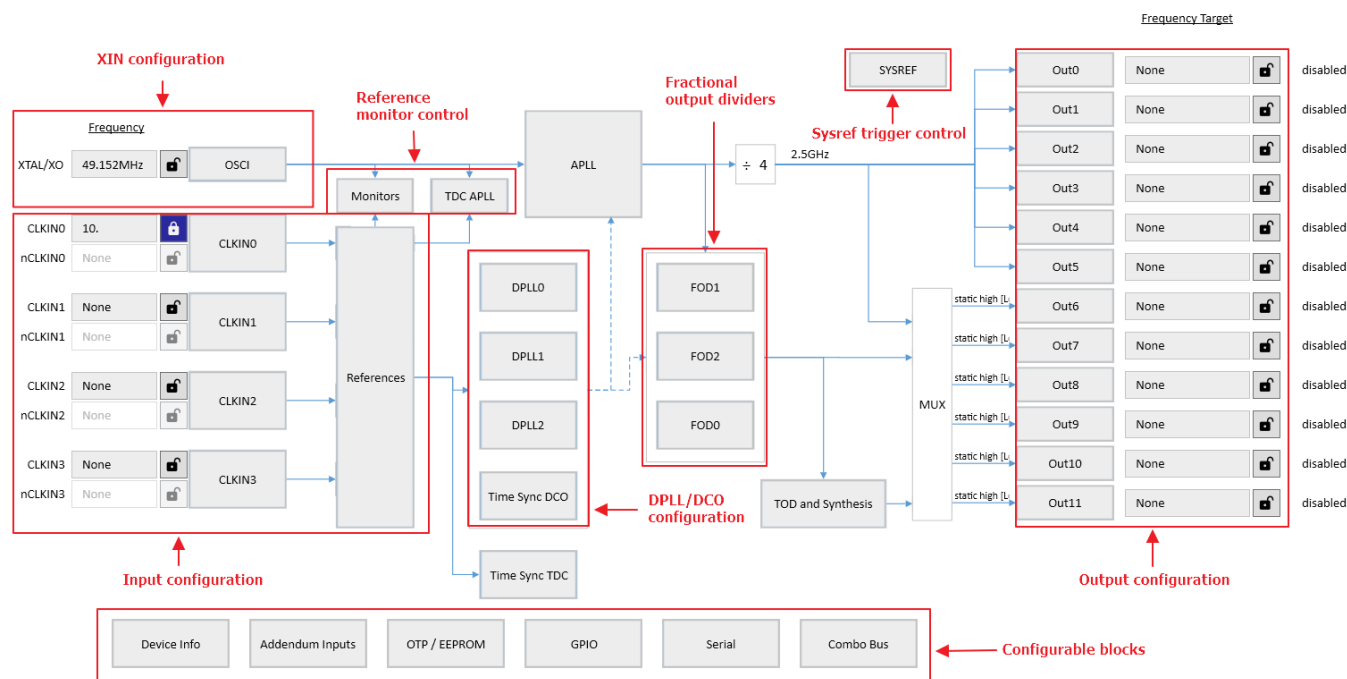 Frequency Target
XIN configuration
Frequency
XTAL/XO 49.152MHz OSCI
Reference
monitor control
Monitors TDC APLL
APLL
Fractional
output dividers
÷ 4 2.5GHz
SYSREF
Sysref trigger control
CLKIN0 10. CLKIN0
nCLKIN0 None
CLKIN1 None CLKIN1
nCLKIN1 None
CLKIN2 None CLKIN2
nCLKIN2 None
CLKIN3 None CLKIN3
nCLKIN3 None
Input configuration
References
DPLL0
DPLL1
DPLL2
Time Sync DCO
DPLL/DCO
configuration
Time Sync TDC
FOD1
FOD2
FOD0
TOD and Synthesis
MUX
Out0 None disabled
Out1 None disabled
Out2 None disabled
Out3 None disabled
Out4 None disabled
Out5 None disabled
static high [L Out6 None disabled
static high [L Out7 None disabled
static high [L Out8 None disabled
static high [L Out9 None disabled
static high [L Out10 None disabled
static high [L Out11 None disabled
Output configuration
Device Info Addendum Inputs OTP / EEPROM GPIO Serial Combo Bus
Configurable blocks